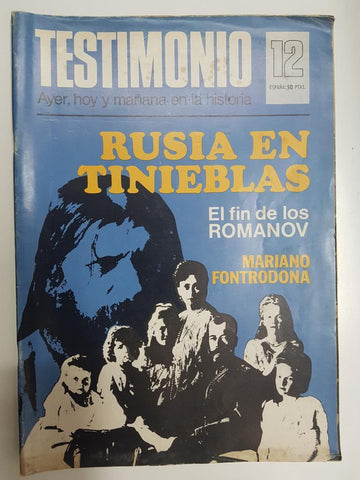 TESTIMONIO
12
ESPAÑA: 50 PTAS.
Ayer, hoy y mañana en la historia
RUSIA EN
TINIEBLAS
El fin de los
ROMANOV
MARIANO
FONTRODONA